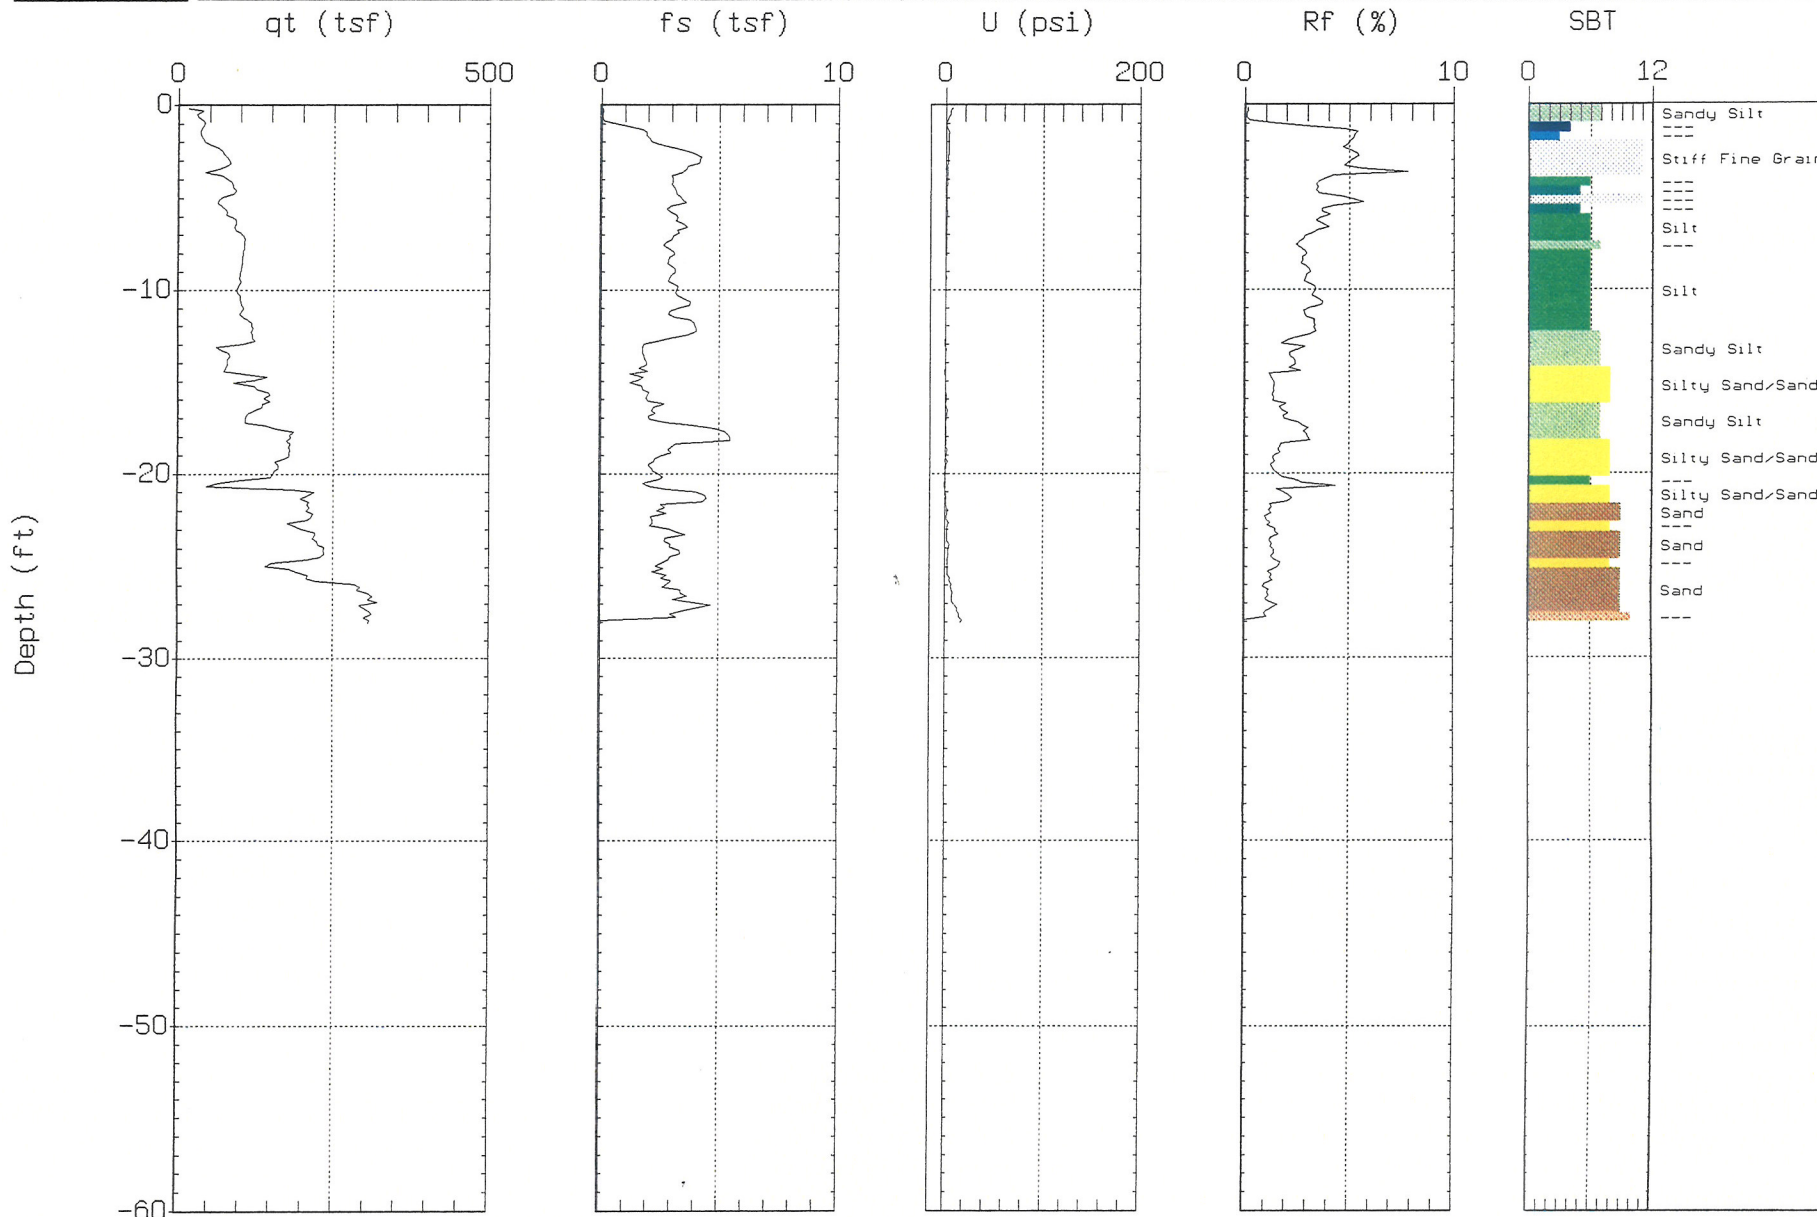 qt (tsf) fs (tsf) U (psi) Rf (%) SBT
0 500 0 10 0 200 0 10 0 12
0
Sandy Silt
---
---
Stiff Fine Grain
---
---
---
---
Silt
---
-10
Silt
Sandy Silt
Silty Sand/Sand
Sandy Silt
Silty Sand/Sand
-20
---
Silty Sand/Sand
Sand
---
Sand
---
Sand
---
Depth (ft)
-30
-40
-50
-60